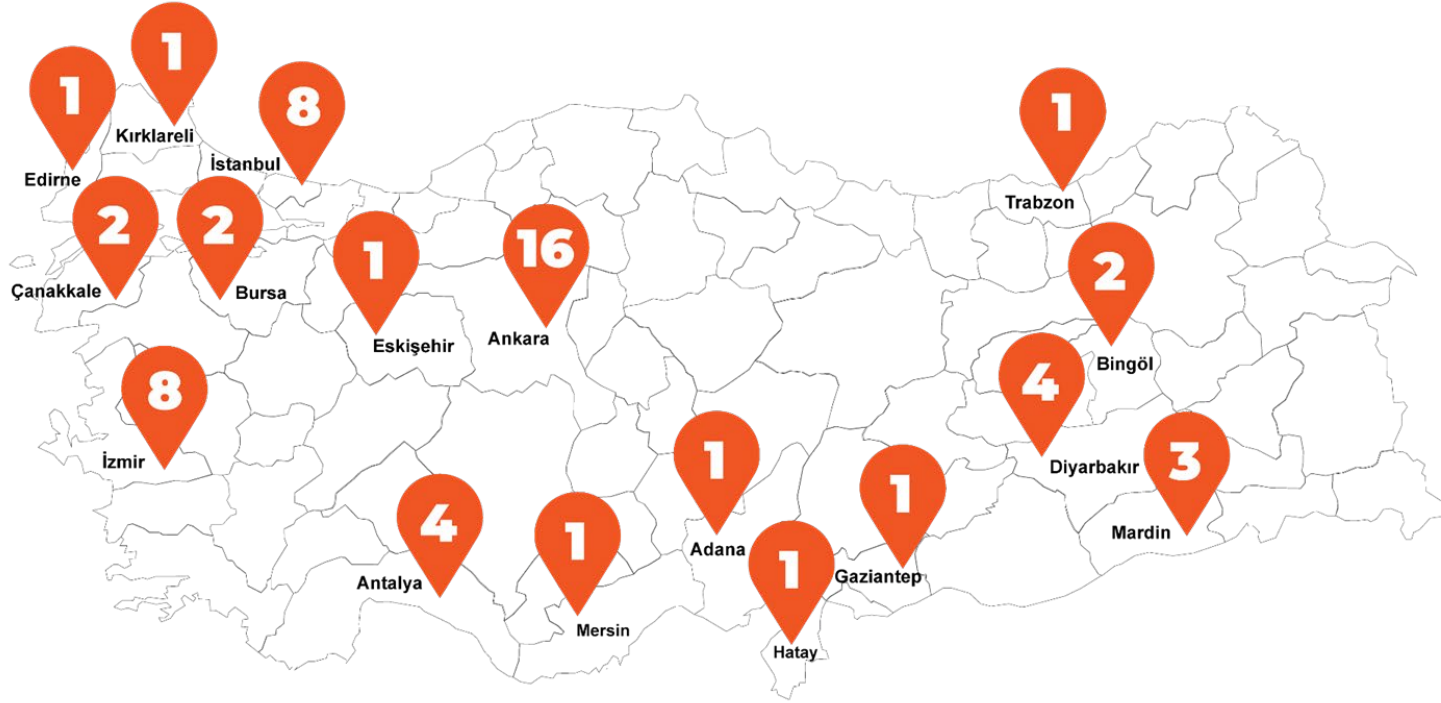 1
Kırklareli
1
Edirne
8
İstanbul
2
Çanakkale
2
Bursa
1
Eskişehir
16
Ankara
1
Trabzon
2
Bingöl
4
Diyarbakır
3
Mardin
8
İzmir
4
Antalya
1
Mersin
1
Adana
1
Hatay
1
Gaziantep